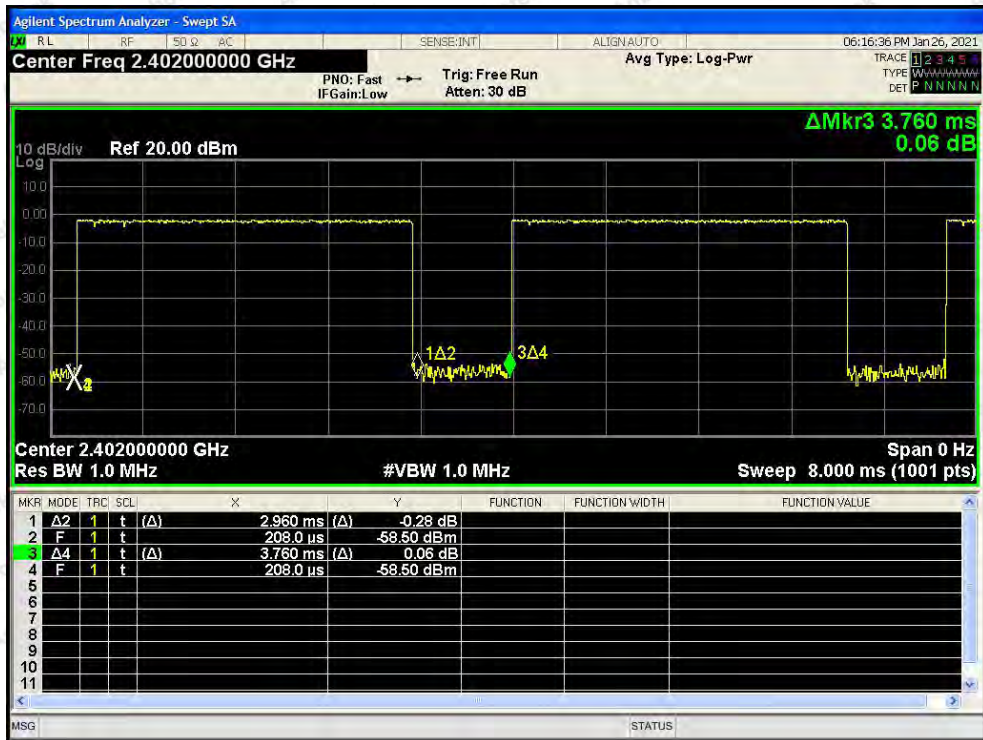 Agilent Spectrum Analyzer - Swept SA
LXI RL RF 50 Ω AC SENSE:INT ALIGNAUTO 06:16:36 PM Jan 26, 2021
Center Freq 2.402000000 GHz Avg Type: Log-Pwr TRACE 1 2 3 4 5 6
PNO: Fast Trig: Free Run TYPE WWWWWW
IFGain:Low Atten: 30 dB DET P N N N N N
ΔMkr3 3.760 ms
10 dB/div Ref 20.00 dBm 0.06 dB
Log
10.0
0.00
-10.0
-20.0
-30.0
-40.0
-50.0 1Δ2 3Δ4
-60.0
-70.0
Center 2.402000000 GHz Span 0 Hz
Res BW 1.0 MHz #VBW 1.0 MHz Sweep 8.000 ms (1001 pts)
MKR MODE TRC SCL X Y FUNCTION FUNCTION WIDTH FUNCTION VALUE
1 Δ2 1 t (Δ) 2.960 ms (Δ) -0.28 dB
2 F 1 t 208.0 µs -58.50 dBm
3 Δ4 1 t (Δ) 3.760 ms (Δ) 0.06 dB
4 F 1 t 208.0 µs -58.50 dBm
5
6
7
8
9
10
11
MSG STATUS